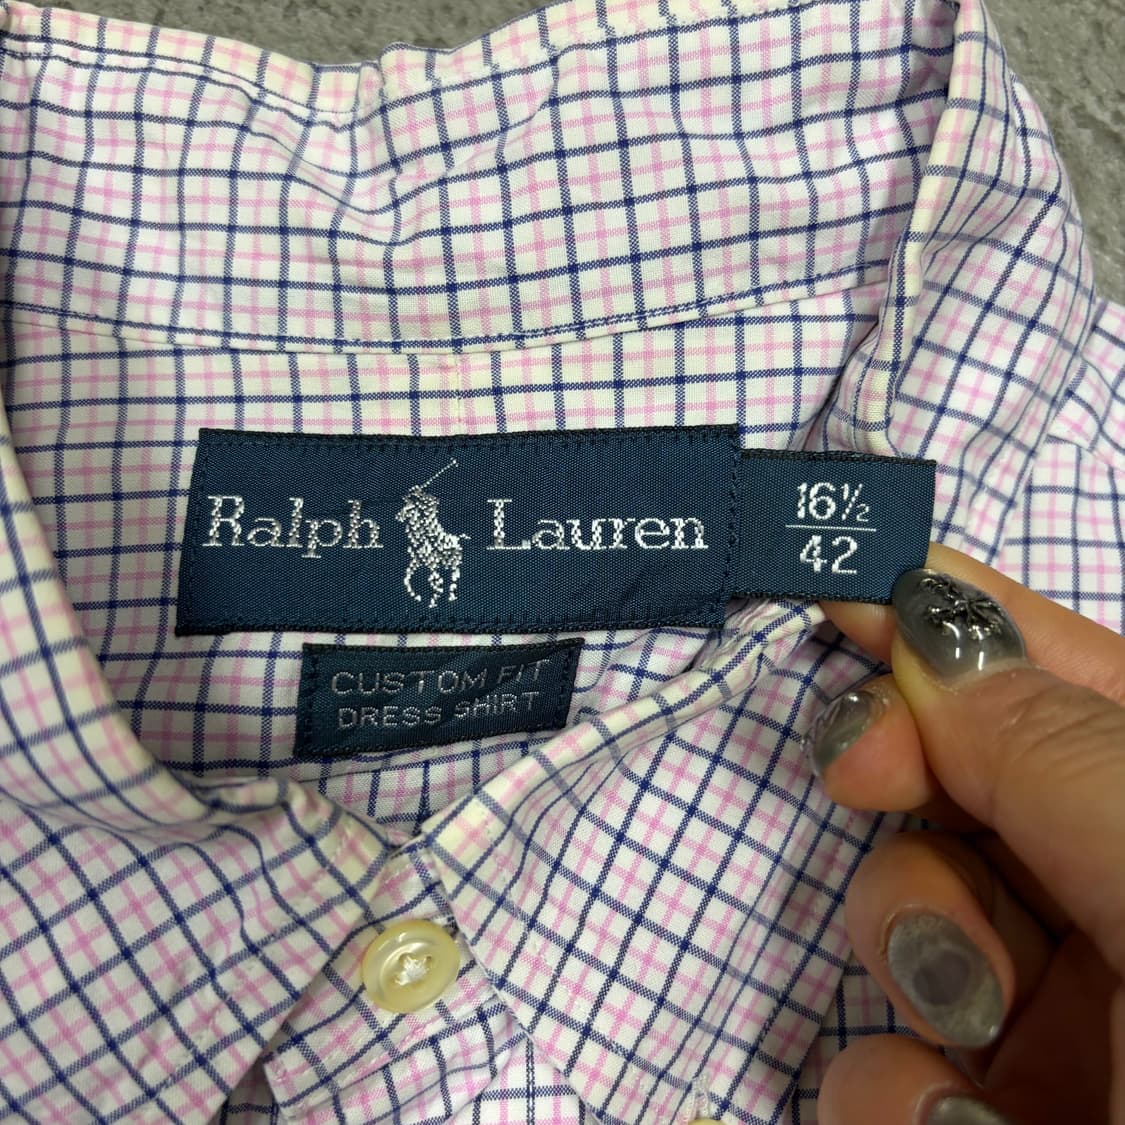 Ralph Lauren
16½
42
CUSTOM FIT
DRESS SHIRT